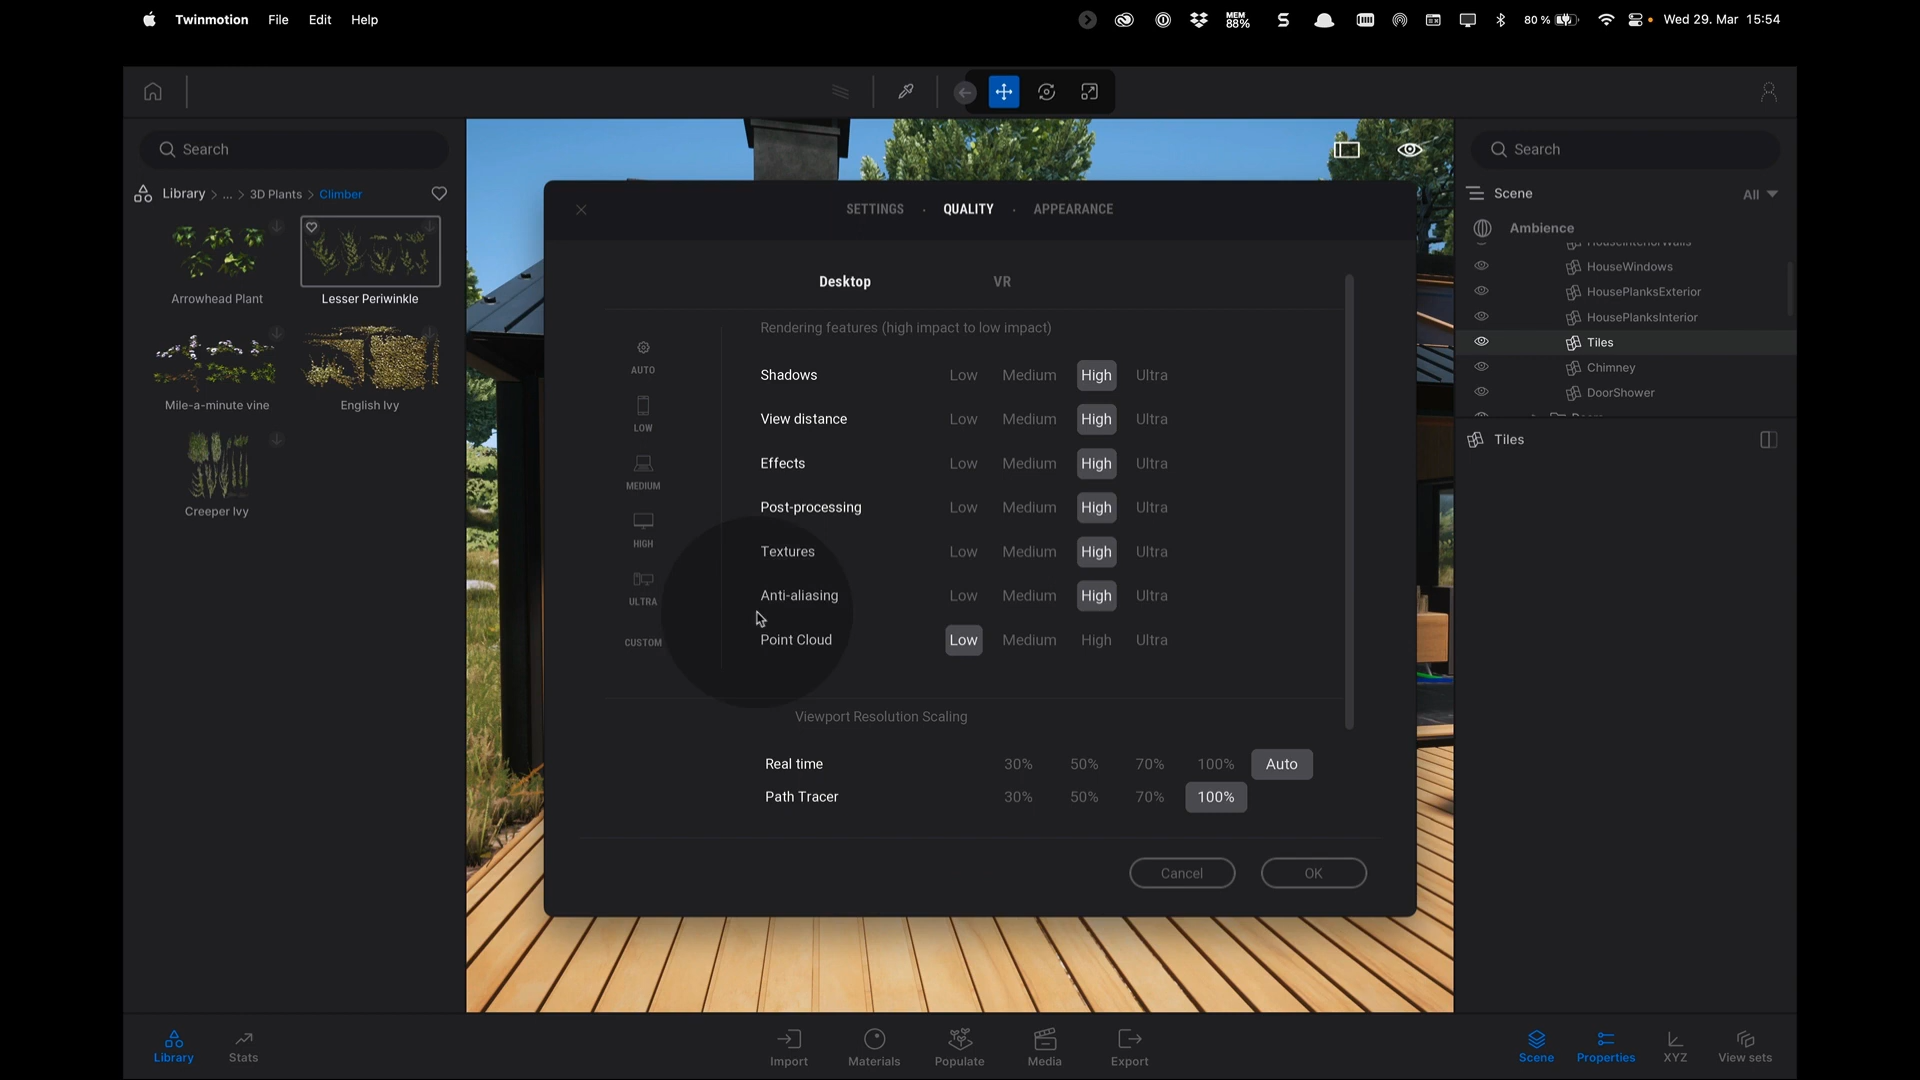 Twinmotion File Edit Help
MEM 88% 80 % Wed 29. Mar 15:54
Search
Library > ... > 3D Plants > Climber
Arrowhead Plant
Lesser Periwinkle
Mile-a-minute vine
English Ivy
Creeper Ivy
SETTINGS · QUALITY · APPEARANCE
Desktop VR
Rendering features (high impact to low impact)
AUTO
LOW
MEDIUM
HIGH
ULTRA
CUSTOM
Shadows Low Medium High Ultra
View distance Low Medium High Ultra
Effects Low Medium High Ultra
Post-processing Low Medium High Ultra
Textures Low Medium High Ultra
Anti-aliasing Low Medium High Ultra
Point Cloud Low Medium High Ultra
Viewport Resolution Scaling
Real time 30% 50% 70% 100% Auto
Path Tracer 30% 50% 70% 100%
Cancel OK
Search
Scene All
Ambience
HouseInteriorWalls
HouseWindows
HousePlanksExterior
HousePlanksInterior
Tiles
Chimney
DoorShower
Tiles
Library Stats Import Materials Populate Media Export Scene Properties XYZ View sets